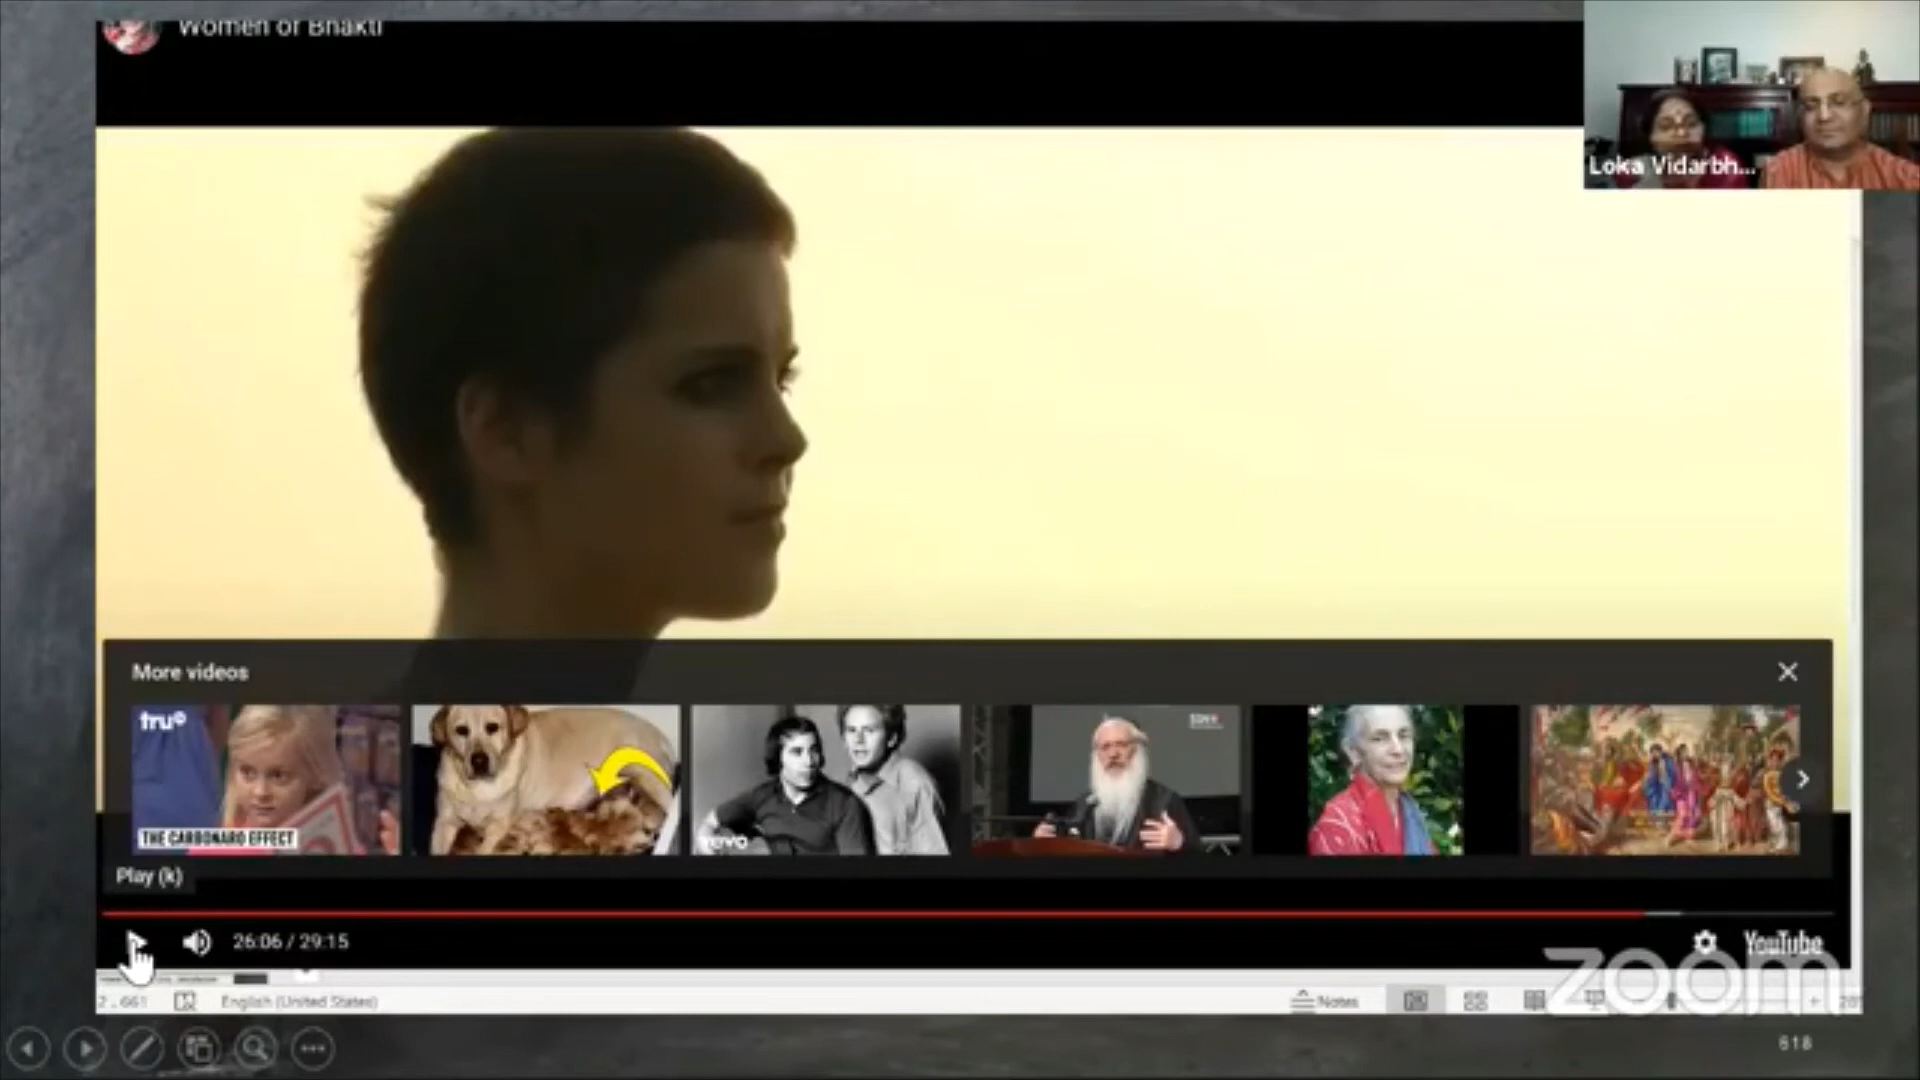 Women of Bhakti
Loka Vidarbh...
More videos
tru
THE CARBONARO EFFECT
vevo
Play (k)
26:06 / 29:15
YouTube
zoom
English (United States)
Notes
618